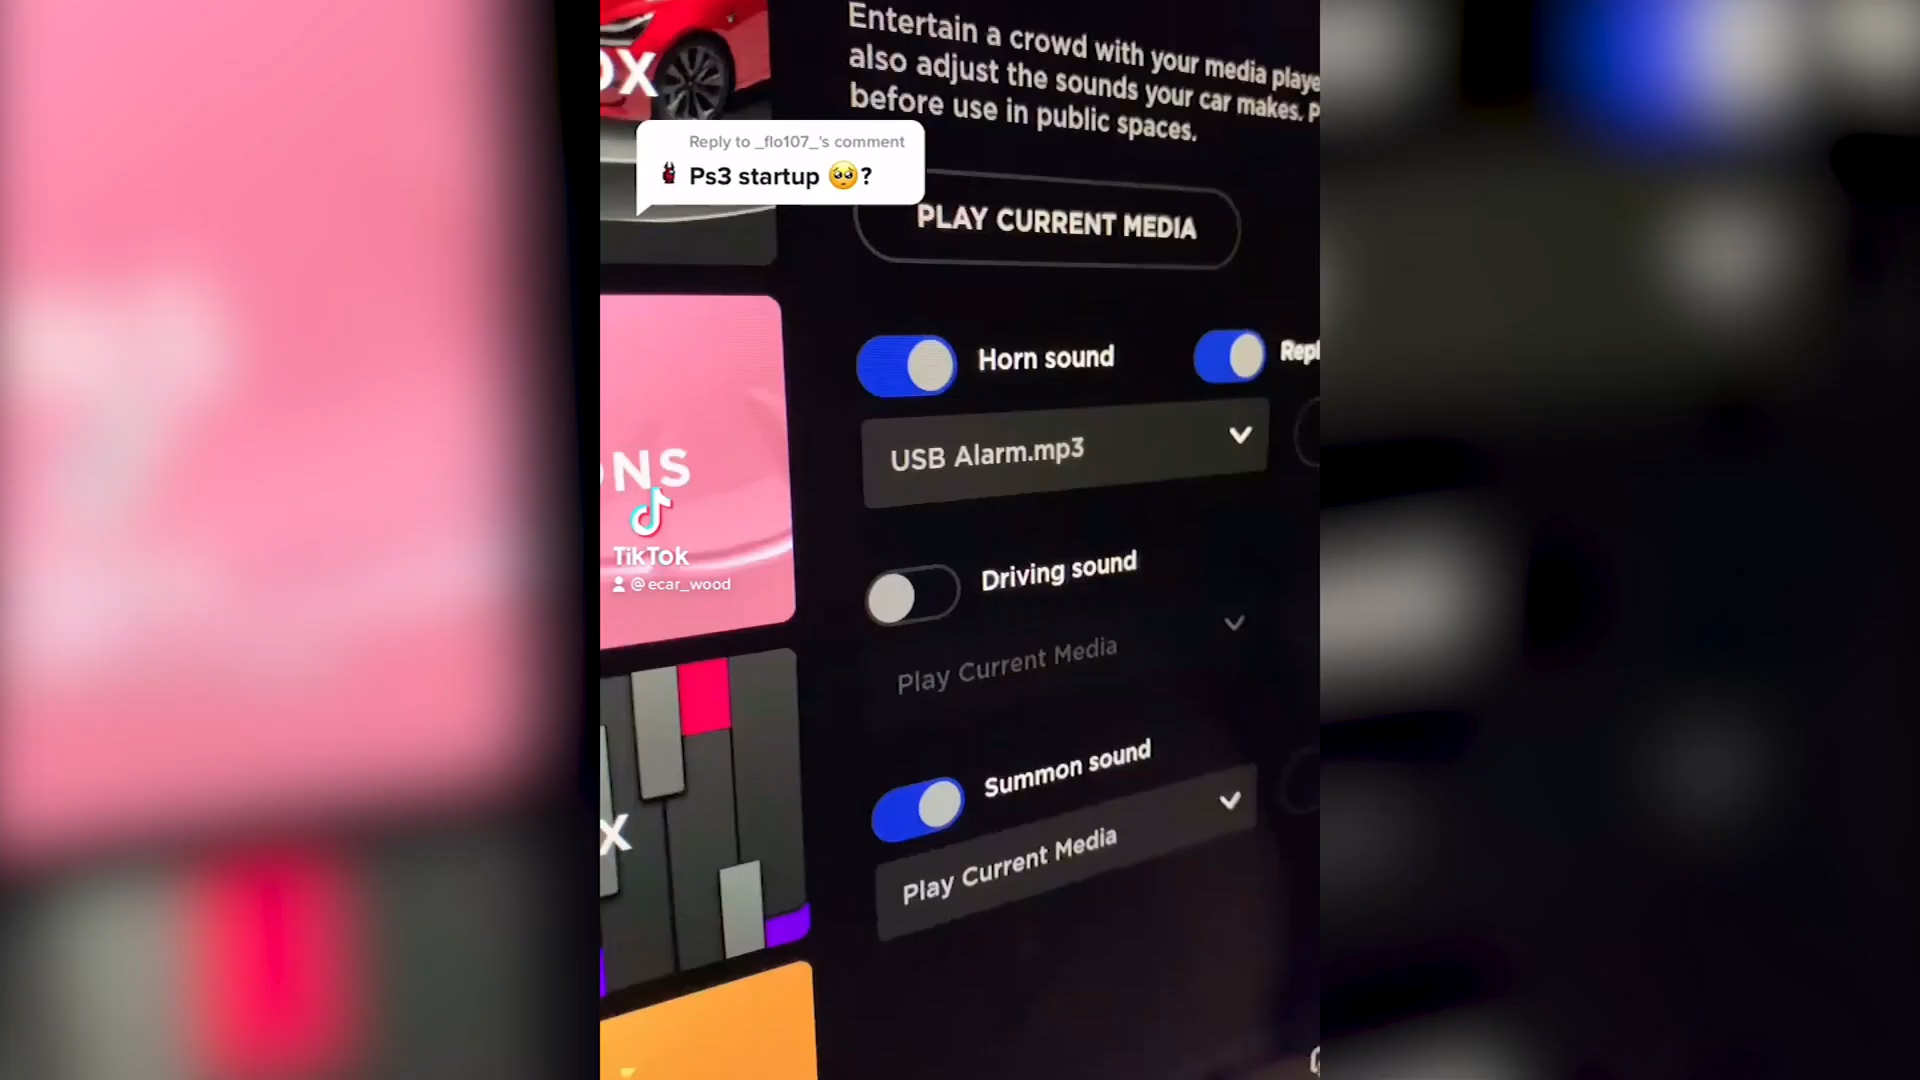 Entertain a crowd with your media playe
also adjust the sounds your car makes. P
before use in public spaces.
OX
Reply to _flo107_'s comment
Ps3 startup 🥺?
PLAY CURRENT MEDIA
Horn sound
Repl
USB Alarm.mp3
ONS
TikTok
@ecar_wood
Driving sound
Play Current Media
Summon sound
X
Play Current Media